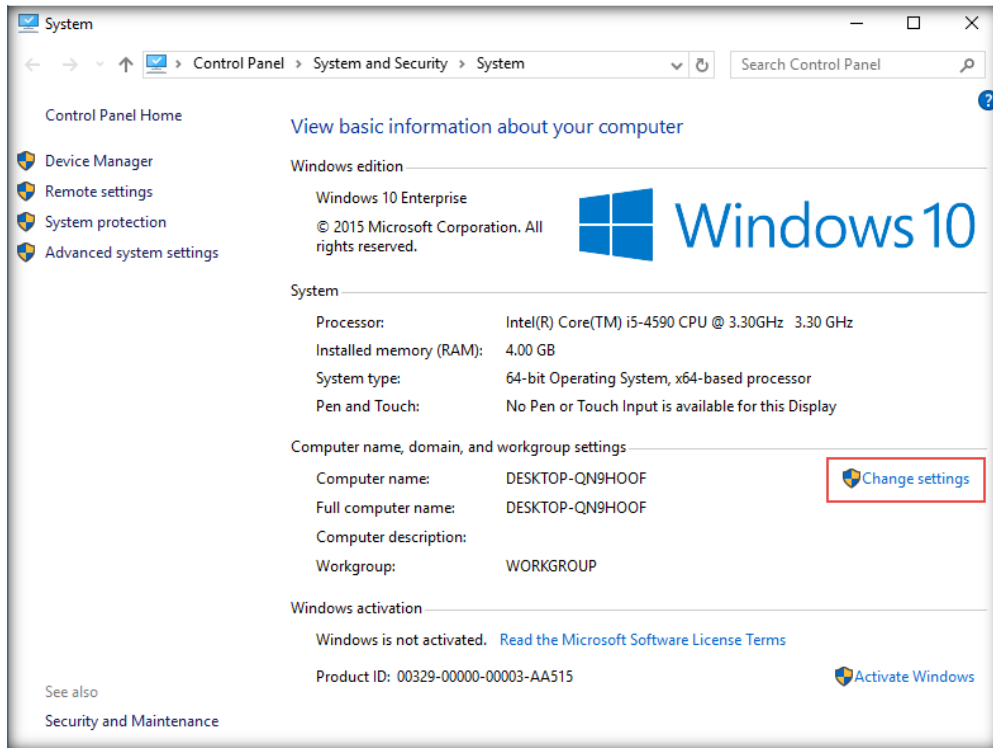 System
Control Panel > System and Security > System
Search Control Panel
?
Control Panel Home
Device Manager
Remote settings
System protection
Advanced system settings
View basic information about your computer
Windows edition
Windows 10 Enterprise
© 2015 Microsoft Corporation. All
rights reserved.
Windows 10
System
Processor: Intel(R) Core(TM) i5-4590 CPU @ 3.30GHz 3.30 GHz
Installed memory (RAM): 4.00 GB
System type: 64-bit Operating System, x64-based processor
Pen and Touch: No Pen or Touch Input is available for this Display
Computer name, domain, and workgroup settings
Computer name: DESKTOP-QN9HOOF
Change settings
Full computer name: DESKTOP-QN9HOOF
Computer description:
Workgroup: WORKGROUP
Windows activation
Windows is not activated. Read the Microsoft Software License Terms
Product ID: 00329-00000-00003-AA515
Activate Windows
See also
Security and Maintenance